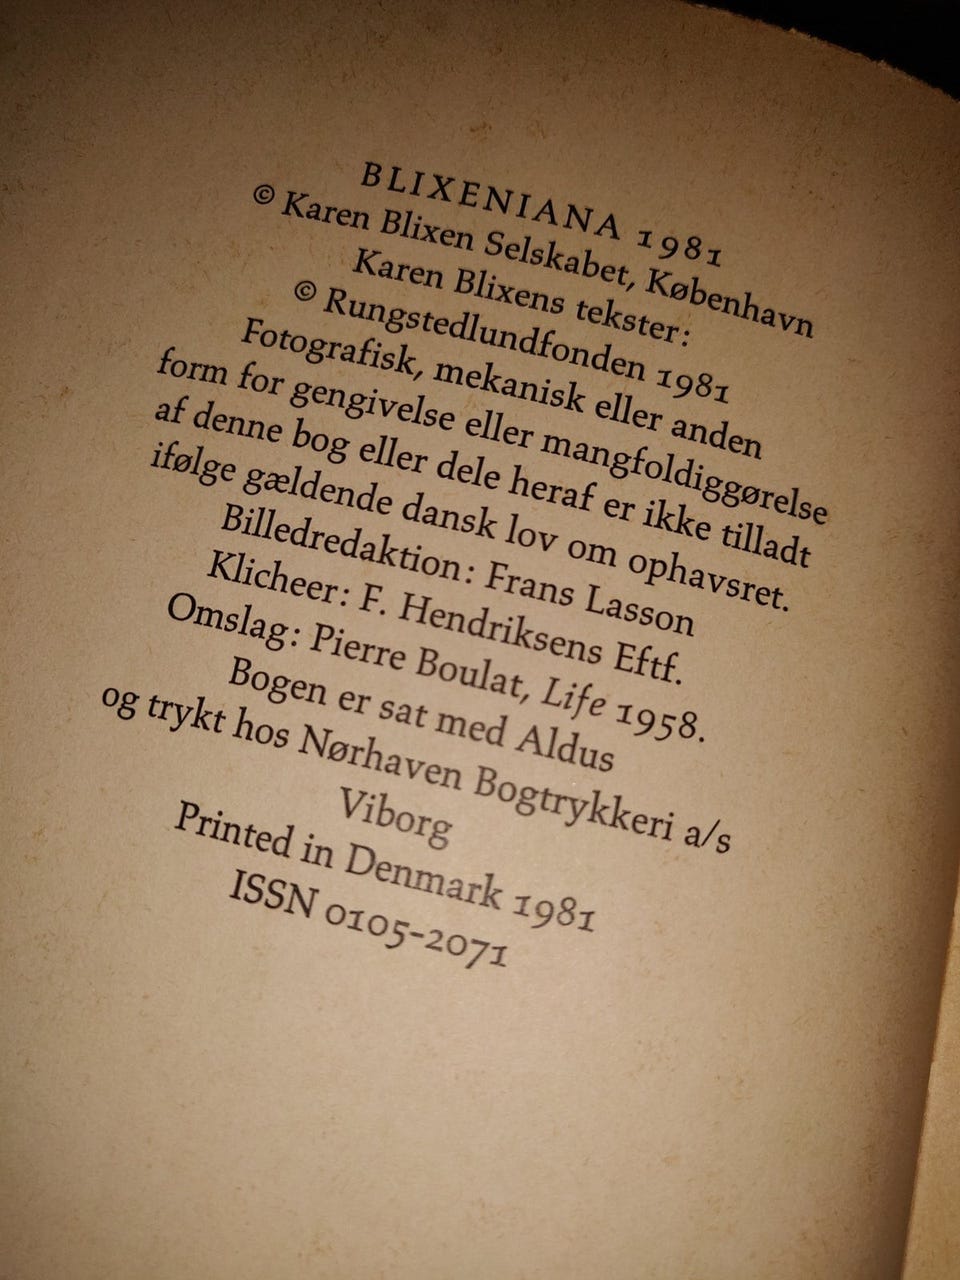 BLIXENIANA 1981
© Karen Blixen Selskabet, København
Karen Blixens tekster:
© Rungstedlundfonden 1981
Fotografisk, mekanisk eller anden
form for gengivelse eller mangfoldiggørelse
af denne bog eller dele heraf er ikke tilladt
ifølge gældende dansk lov om ophavsret.
Billedredaktion: Frans Lasson
Klicheer: F. Hendriksens Eftf.
Omslag: Pierre Boulat, Life 1958.
Bogen er sat med Aldus
og trykt hos Nørhaven Bogtrykkeri a/s
Viborg
Printed in Denmark 1981
ISSN 0105-2071